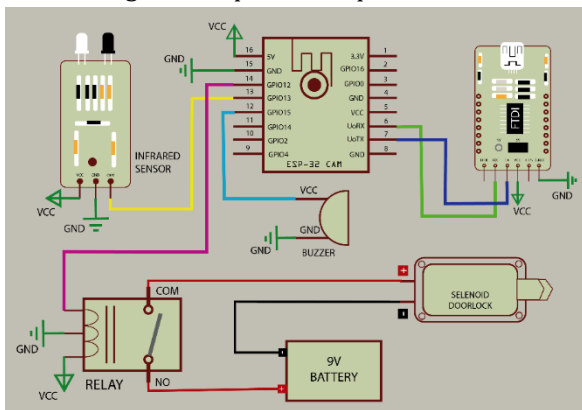 VCC
GND
16
5V
15
GND
14
GPIO12
13
GPIO13
12
GPIO15
11
GPIO14
10
GPIO2
9
GPIO4
3.3V
1
GPIO16
2
GPIO0
3
GND
4
VCC
5
UoRX
6
UoTX
7
GND
8
ESP-32 CAM
FTDI
VCC
GND
INFRARED
SENSOR
VCC
GND
VCC
GND
VCC
GND
BUZZER
COM
NO
GND
VCC
RELAY
SELENOID
DOORLOCK
9V
BATTERY